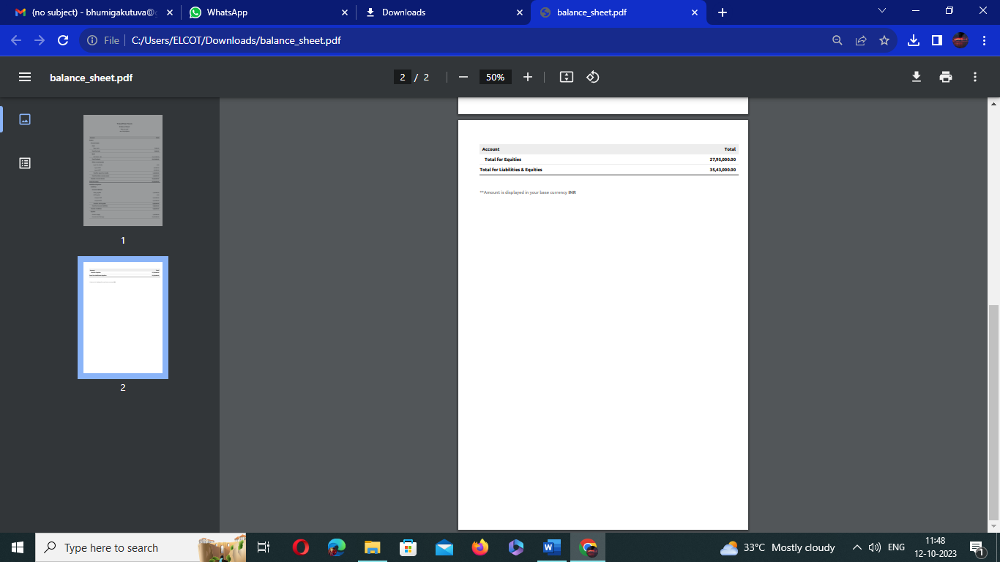 (no subject) - bhumigakutuva@g
WhatsApp
Downloads
balance_sheet.pdf
File
C:/Users/ELCOT/Downloads/balance_sheet.pdf
balance_sheet.pdf
2 / 2
50%
Account Total
Total for Equities 27,95,000.00
Total for Liabilities & Equities 35,43,000.00
**Amount is displayed in your base currency INR
1
2
Type here to search
33°C Mostly cloudy
ENG
11:48
12-10-2023
1